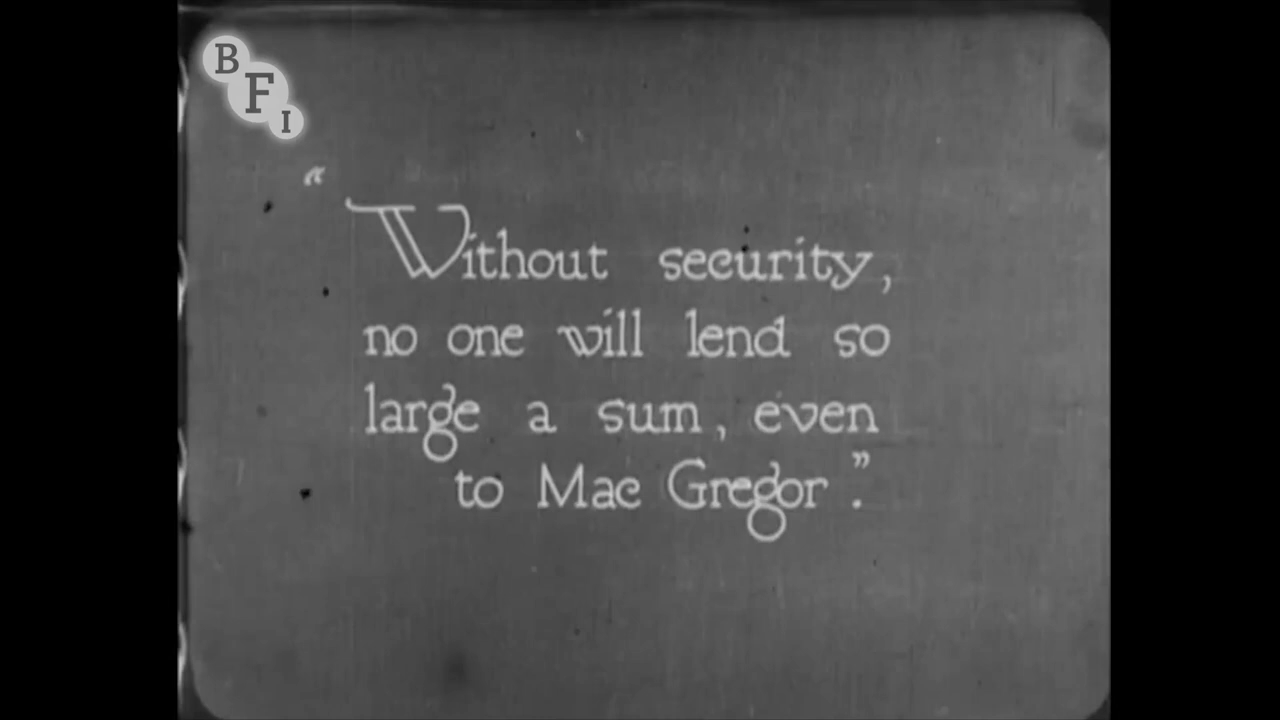 BFI
“Without security,
no one will lend so
large a sum, even
to Mac Gregor.”